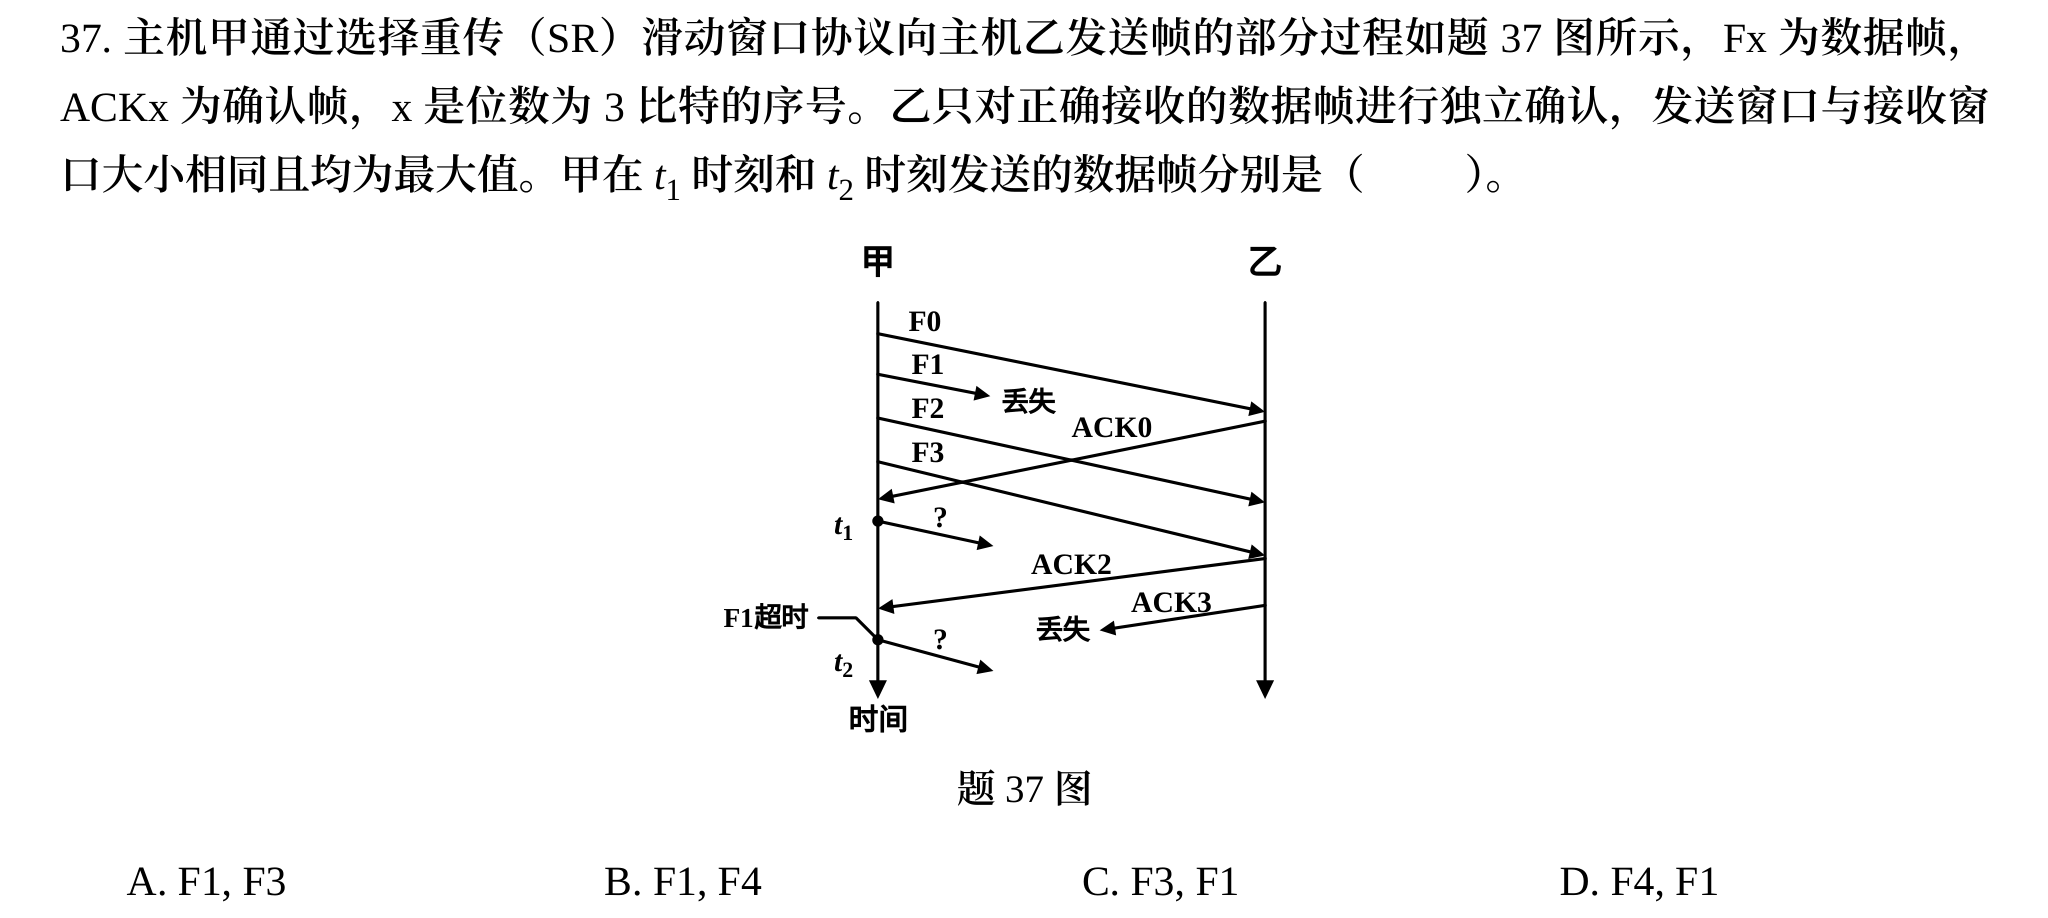 37. 主机甲通过选择重传（SR）滑动窗口协议向主机乙发送帧的部分过程如题 37 图所示，Fx 为数据帧，
ACKx 为确认帧，x 是位数为 3 比特的序号。乙只对正确接收的数据帧进行独立确认，发送窗口与接收窗
口大小相同且均为最大值。甲在 t1 时刻和 t2 时刻发送的数据帧分别是（    ）。
甲 乙
F0
F1
丢失
F2
ACK0
F3
t1 ?
ACK2
ACK3
F1超时
丢失
?
t2
时间
题 37 图
A. F1, F3 B. F1, F4 C. F3, F1 D. F4, F1